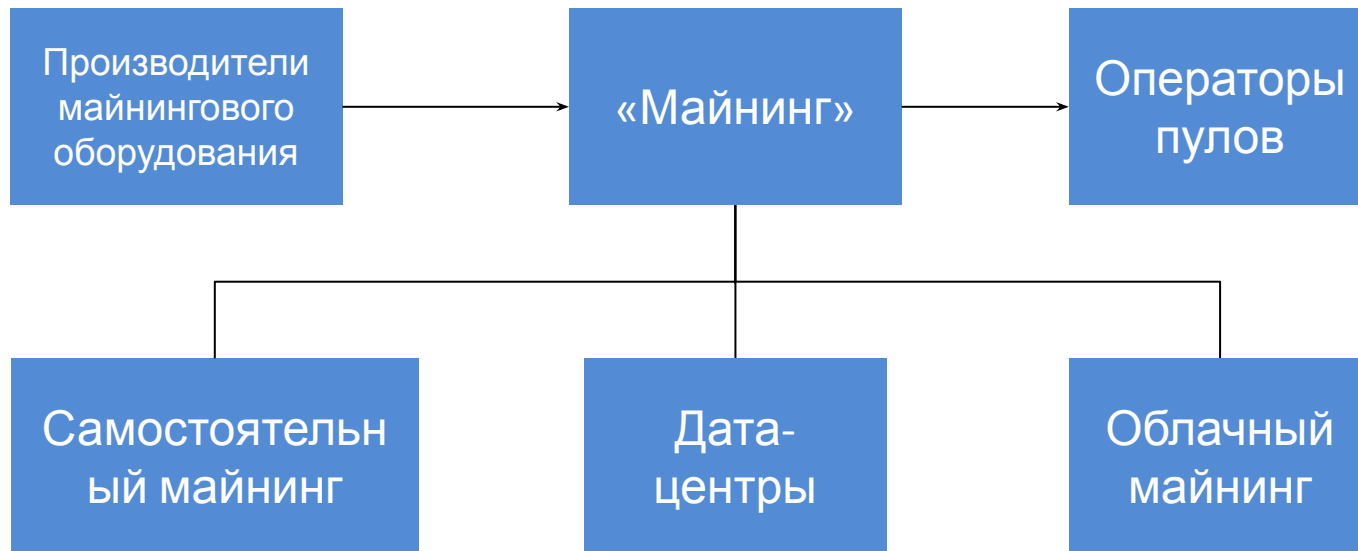 Производители
майнингового
оборудования
«Майнинг»
Операторы
пулов
Самостоятельн
ый майнинг
Дата-
центры
Облачный
майнинг